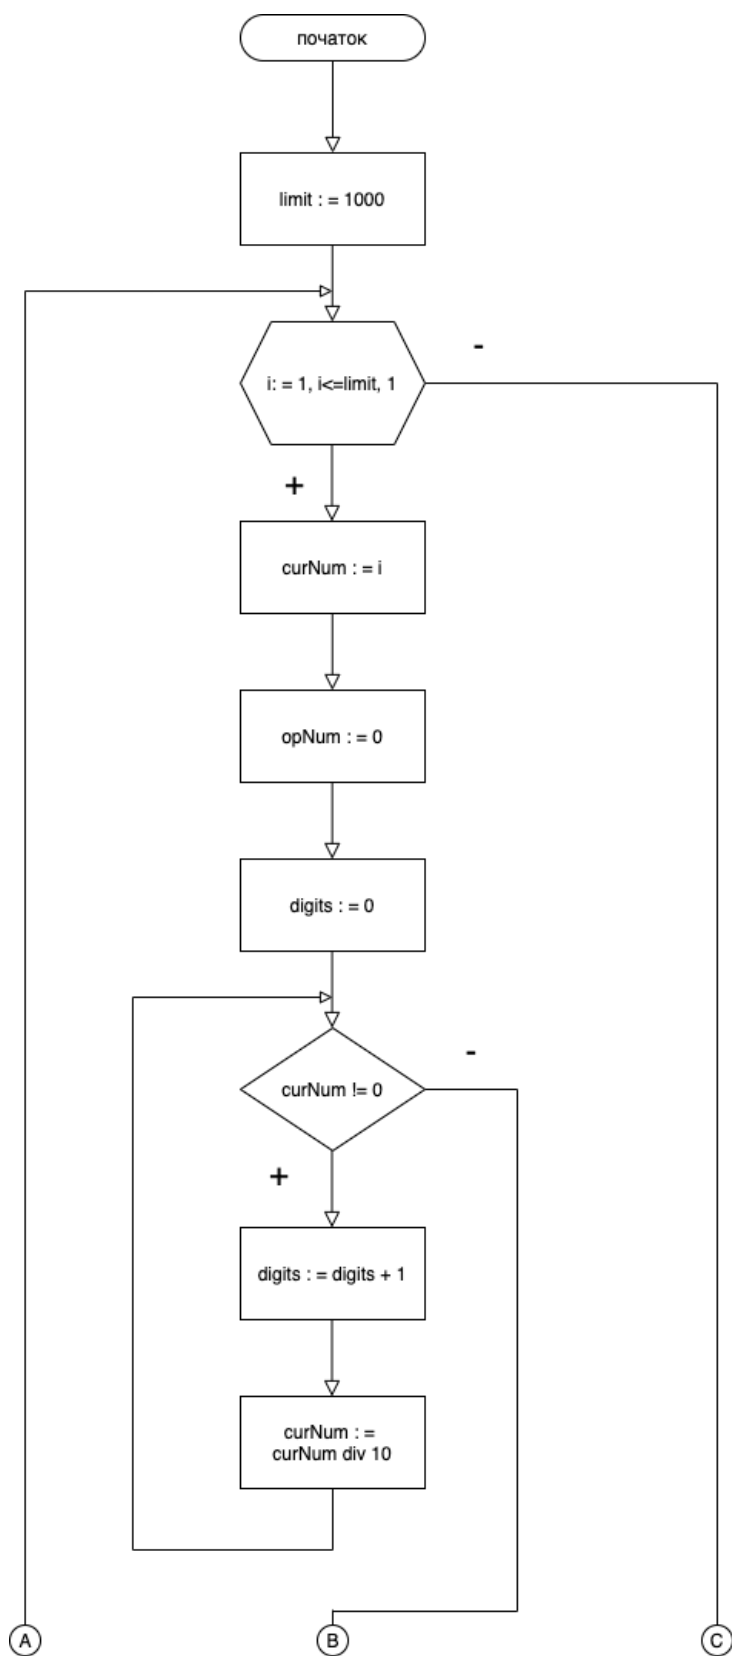 початок
limit : = 1000
-
i: = 1, i<=limit, 1
+
curNum : = i
opNum : = 0
digits : = 0
-
curNum != 0
+
digits : = digits + 1
curNum : =
curNum div 10
A
B
C